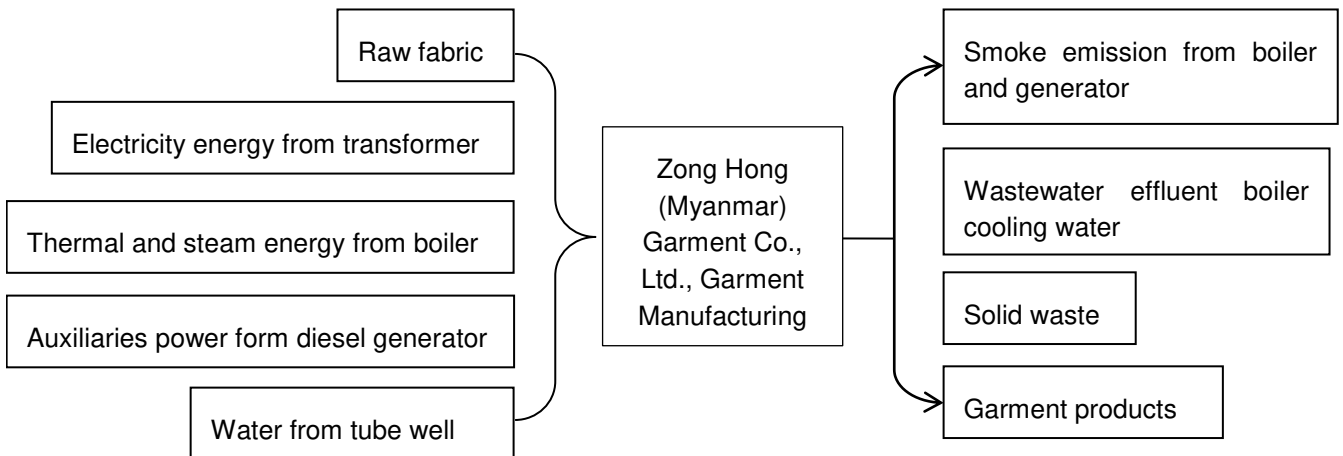 Raw fabric
Electricity energy from transformer
Thermal and steam energy from boiler
Auxiliaries power form diesel generator
Water from tube well
Zong Hong
(Myanmar)
Garment Co.,
Ltd., Garment
Manufacturing
Smoke emission from boiler
and generator
Wastewater effluent boiler
cooling water
Solid waste
Garment products